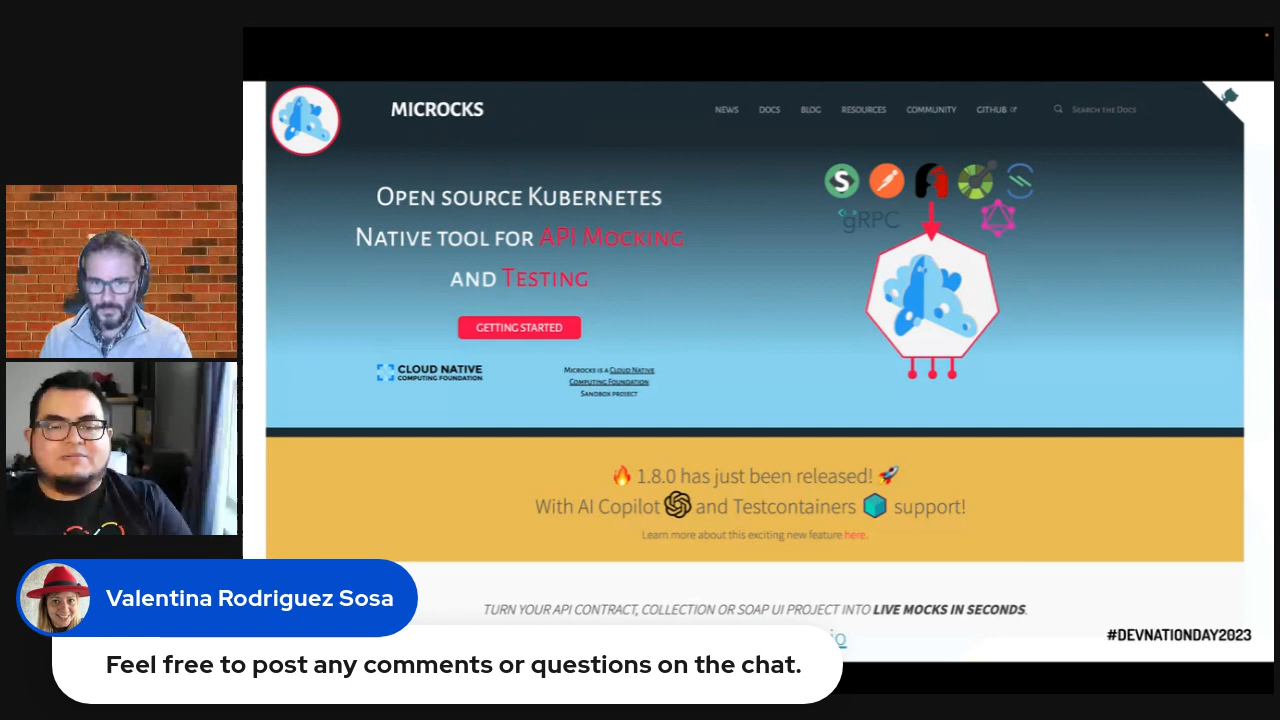 MICROCKS
NEWS DOCS BLOG RESOURCES COMMUNITY GITHUB SEARCH THE DOCS
OPEN SOURCE KUBERNETES
NATIVE TOOL FOR API MOCKING
AND TESTING
gRPC
GETTING STARTED
CLOUD NATIVE
COMPUTING FOUNDATION
MICROCKS IS A CLOUD NATIVE
COMPUTING FOUNDATION
SANDBOX PROJECT
🔥 1.8.0 has just been released! 🚀
With AI Copilot and Testcontainers support!
Learn more about this exciting new feature here.
TURN YOUR API CONTRACT, COLLECTION OR SOAP UI PROJECT INTO LIVE MOCKS IN SECONDS.
io
#DEVNATIONDAY2023
Valentina Rodriguez Sosa
Feel free to post any comments or questions on the chat.